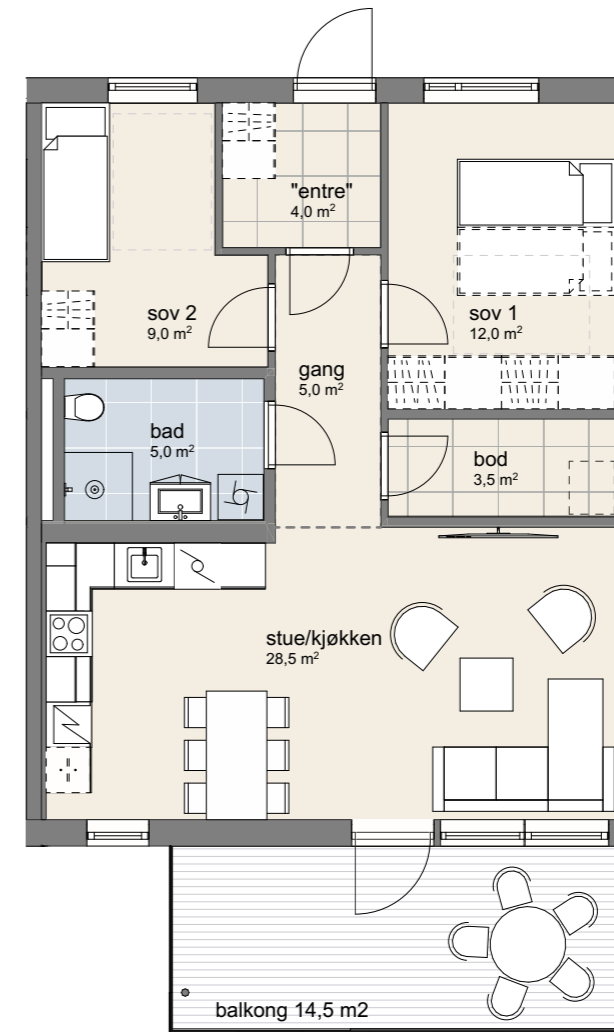 "entre"
4,0 m²
sov 2
9,0 m²
sov 1
12,0 m²
gang
5,0 m²
bad
5,0 m²
bod
3,5 m²
stue/kjøkken
28,5 m²
balkong 14,5 m2